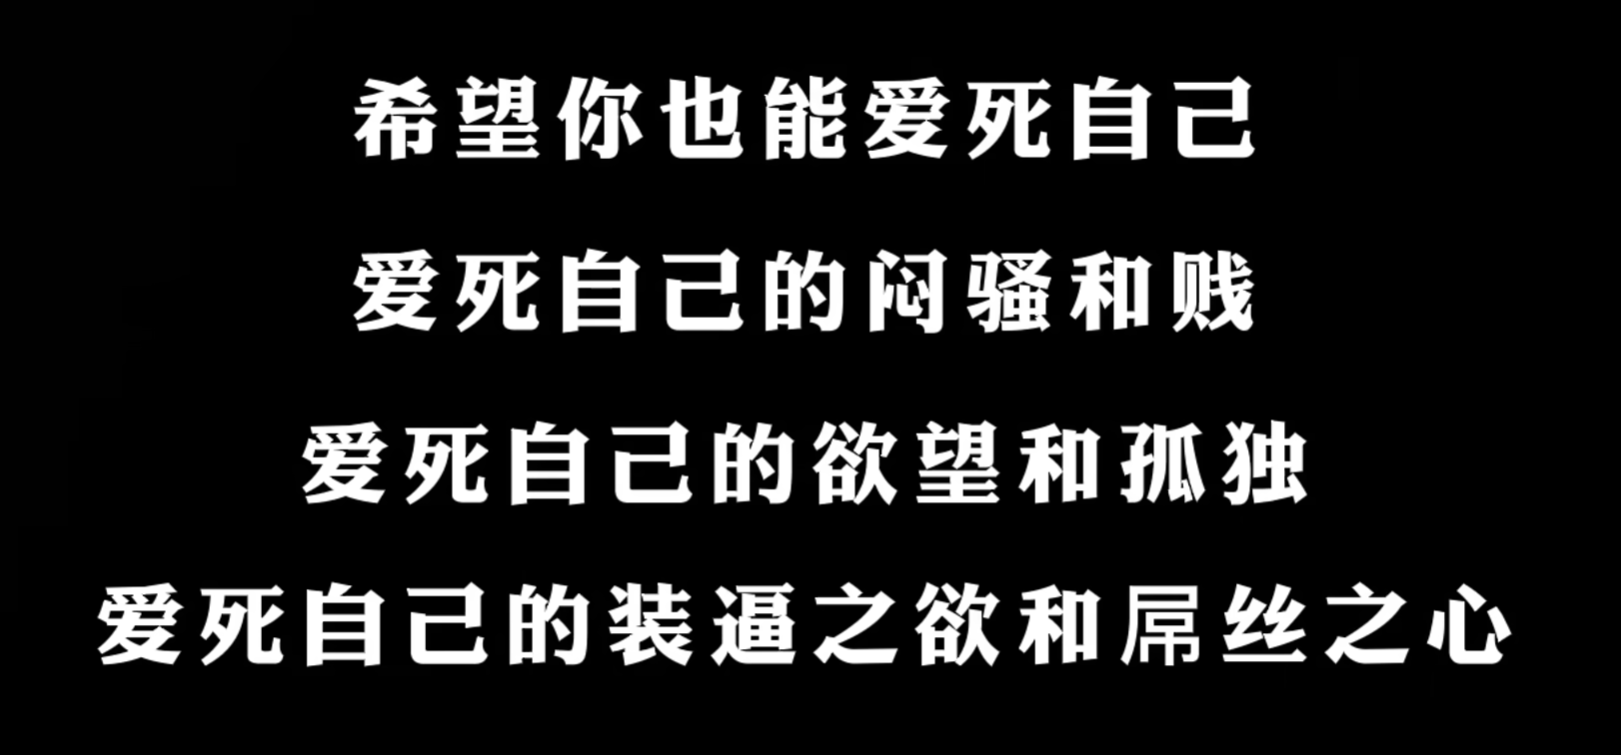 希望你也能爱死自己
爱死自己的闷骚和贱
爱死自己的欲望和孤独
爱死自己的装逼之欲和屌丝之心